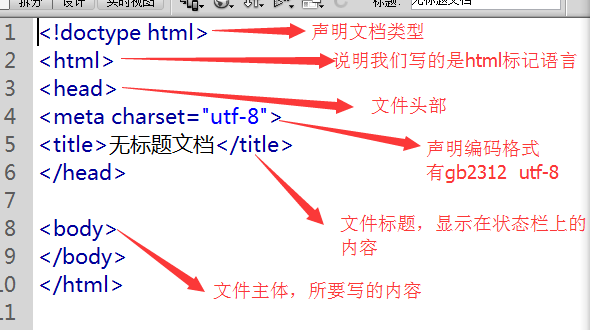 拆分 设计 实时视图 标题: 无标题文档
1 <!doctype html> 声明文档类型
2 <html> 说明我们写的是html标记语言
3 <head> 文件头部
4 <meta charset="utf-8"> 声明编码格式
有gb2312 utf-8
5 <title>无标题文档</title>
6 </head>
文件标题，显示在状态栏上的
内容
7
8 <body>
9 </body>
10 </html>
文件主体，所要写的内容
11